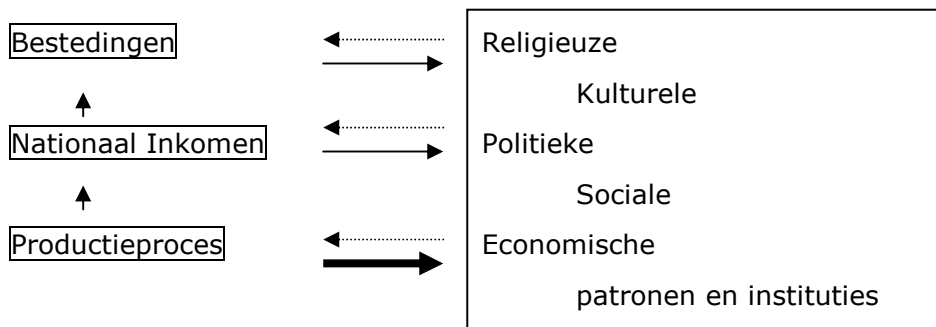 Bestedingen
Religieuze
Kulturele
Nationaal Inkomen
Politieke
Sociale
Productieproces
Economische
patronen en instituties